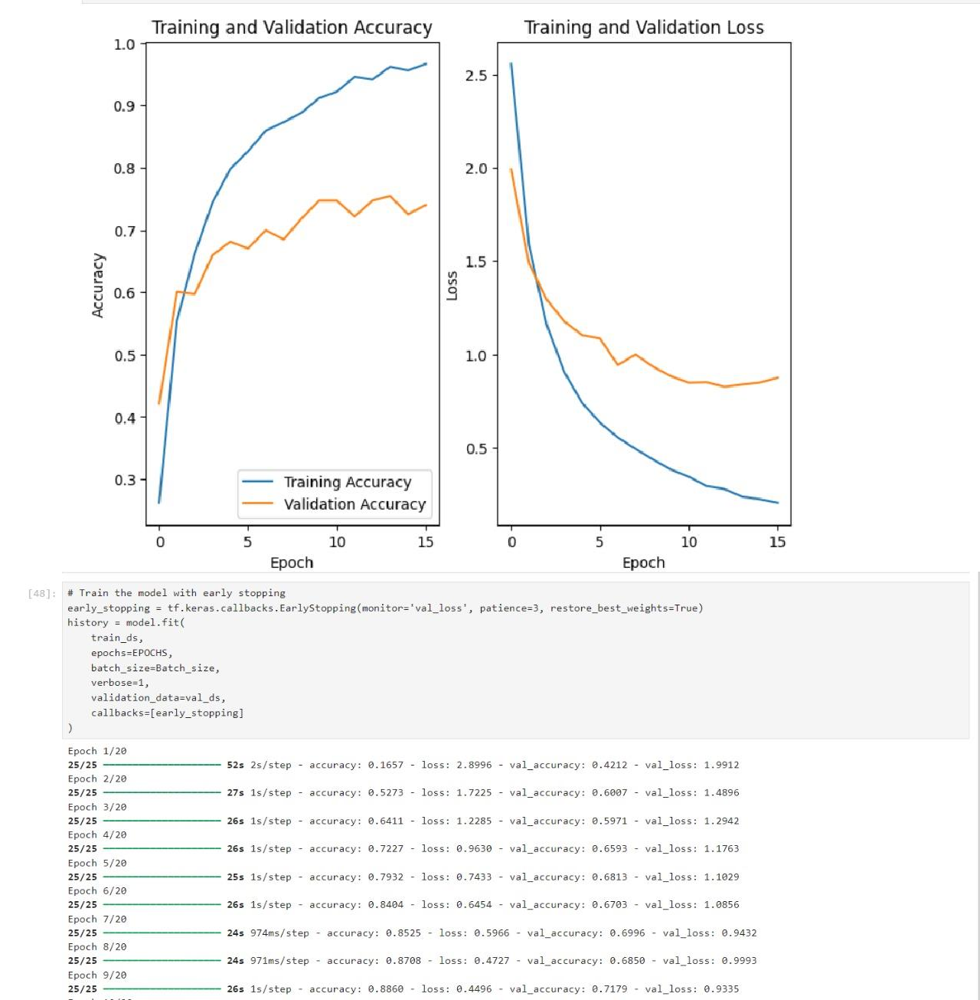 Training and Validation Accuracy
Training and Validation Loss
1.0
0.9
0.8
0.7
0.6
0.5
0.4
0.3
Accuracy
Training Accuracy
Validation Accuracy
0 5 10 15
Epoch
2.5
2.0
1.5
1.0
0.5
Loss
0 5 10 15
Epoch
[48]:
# Train the model with early stopping
early_stopping = tf.keras.callbacks.EarlyStopping(monitor='val_loss', patience=3, restore_best_weights=True)
history = model.fit(
    train_ds,
    epochs=EPOCHS,
    batch_size=Batch_size,
    verbose=1,
    validation_data=val_ds,
    callbacks=[early_stopping]
)
Epoch 1/20
25/25 52s 2s/step - accuracy: 0.1657 - loss: 2.8996 - val_accuracy: 0.4212 - val_loss: 1.9912
Epoch 2/20
25/25 27s 1s/step - accuracy: 0.5273 - loss: 1.7225 - val_accuracy: 0.6007 - val_loss: 1.4896
Epoch 3/20
25/25 26s 1s/step - accuracy: 0.6411 - loss: 1.2285 - val_accuracy: 0.5971 - val_loss: 1.2942
Epoch 4/20
25/25 26s 1s/step - accuracy: 0.7227 - loss: 0.9630 - val_accuracy: 0.6593 - val_loss: 1.1763
Epoch 5/20
25/25 25s 1s/step - accuracy: 0.7932 - loss: 0.7433 - val_accuracy: 0.6813 - val_loss: 1.1029
Epoch 6/20
25/25 26s 1s/step - accuracy: 0.8404 - loss: 0.6454 - val_accuracy: 0.6703 - val_loss: 1.0856
Epoch 7/20
25/25 24s 974ms/step - accuracy: 0.8525 - loss: 0.5966 - val_accuracy: 0.6996 - val_loss: 0.9432
Epoch 8/20
25/25 24s 971ms/step - accuracy: 0.8708 - loss: 0.4727 - val_accuracy: 0.6850 - val_loss: 0.9993
Epoch 9/20
25/25 26s 1s/step - accuracy: 0.8860 - loss: 0.4496 - val_accuracy: 0.7179 - val_loss: 0.9335